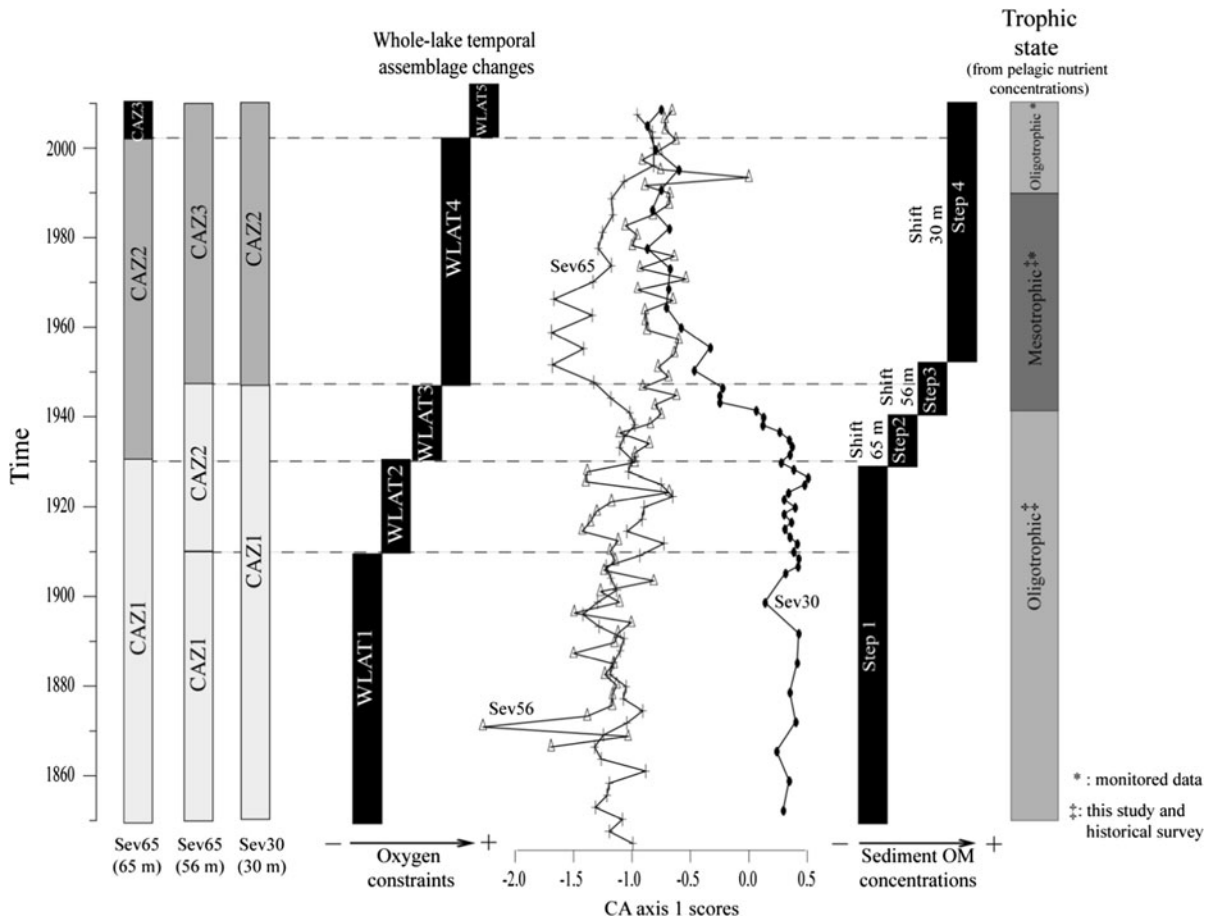 Whole-lake temporal
assemblage changes
Trophic
state
(from pelagic nutrient
concentrations)
Time
2000
1980
1960
1940
1920
1900
1880
1860
CAZ3
CAZ2
CAZ1
CAZ3
CAZ2
CAZ1
CAZ2
CAZ1
WLAT5
WLAT4
WLAT3
WLAT2
WLAT1
Sev65
Sev56
Sev30
Shift
30 m
Step 4
Shift
56 m
Step3
Shift
65 m
Step2
Step 1
Oligotrophic *
Mesotrophic‡*
Oligotrophic‡
* : monitored data
‡: this study and
historical survey
Sev65
(65 m)
Sev65
(56 m)
Sev30
(30 m)
− +
Oxygen
constraints
-2.0 -1.5 -1.0 -0.5 0.0 0.5
CA axis 1 scores
− +
Sediment OM
concentrations